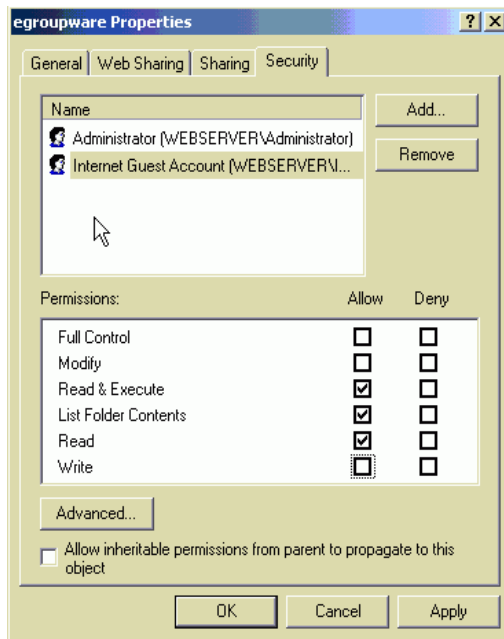 egroupware Properties
General Web Sharing Sharing Security
Name
Add...
Administrator (WEBSERVER\Administrator)
Internet Guest Account (WEBSERVER\I...
Remove
Permissions: Allow Deny
Full Control
Modify
Read & Execute
List Folder Contents
Read
Write
Advanced...
Allow inheritable permissions from parent to propagate to this
object
OK Cancel Apply